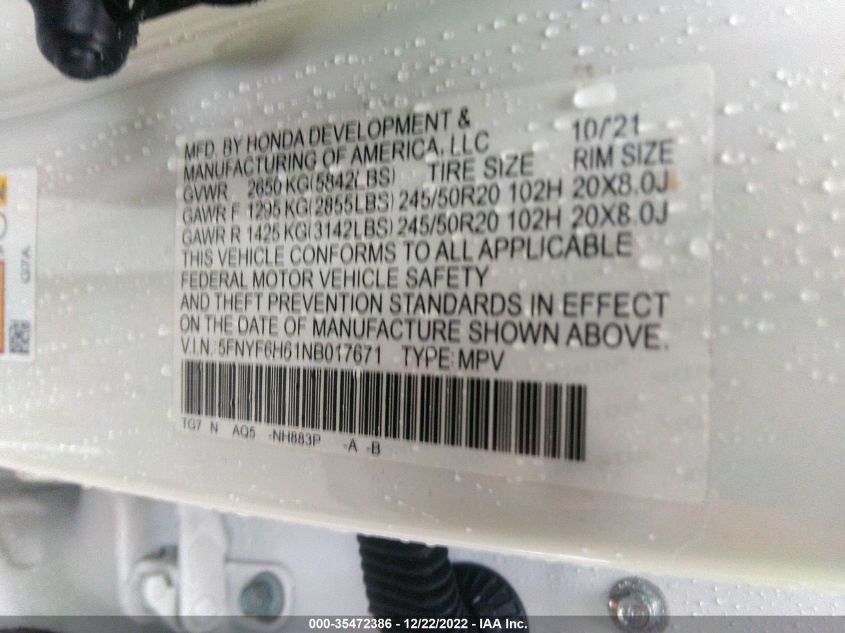 MFD. BY HONDA DEVELOPMENT & 10/'21
MANUFACTURING OF AMERICA, LLC
GVWR 2650 KG(5842LBS) TIRE SIZE RIM SIZE
GAWR F 1295 KG(2855LBS) 245/50R20 102H 20X8.0J
GAWR R 1425 KG(3142LBS) 245/50R20 102H 20X8.0J
THIS VEHICLE CONFORMS TO ALL APPLICABLE
FEDERAL MOTOR VEHICLE SAFETY
AND THEFT PREVENTION STANDARDS IN EFFECT
ON THE DATE OF MANUFACTURE SHOWN ABOVE.
V.I.N.: 5FNYF6H61NB017671 TYPE: MPV
TG7 N AQ5 -NH883P -A -B
000-35472386 - 12/22/2022 - IAA Inc.